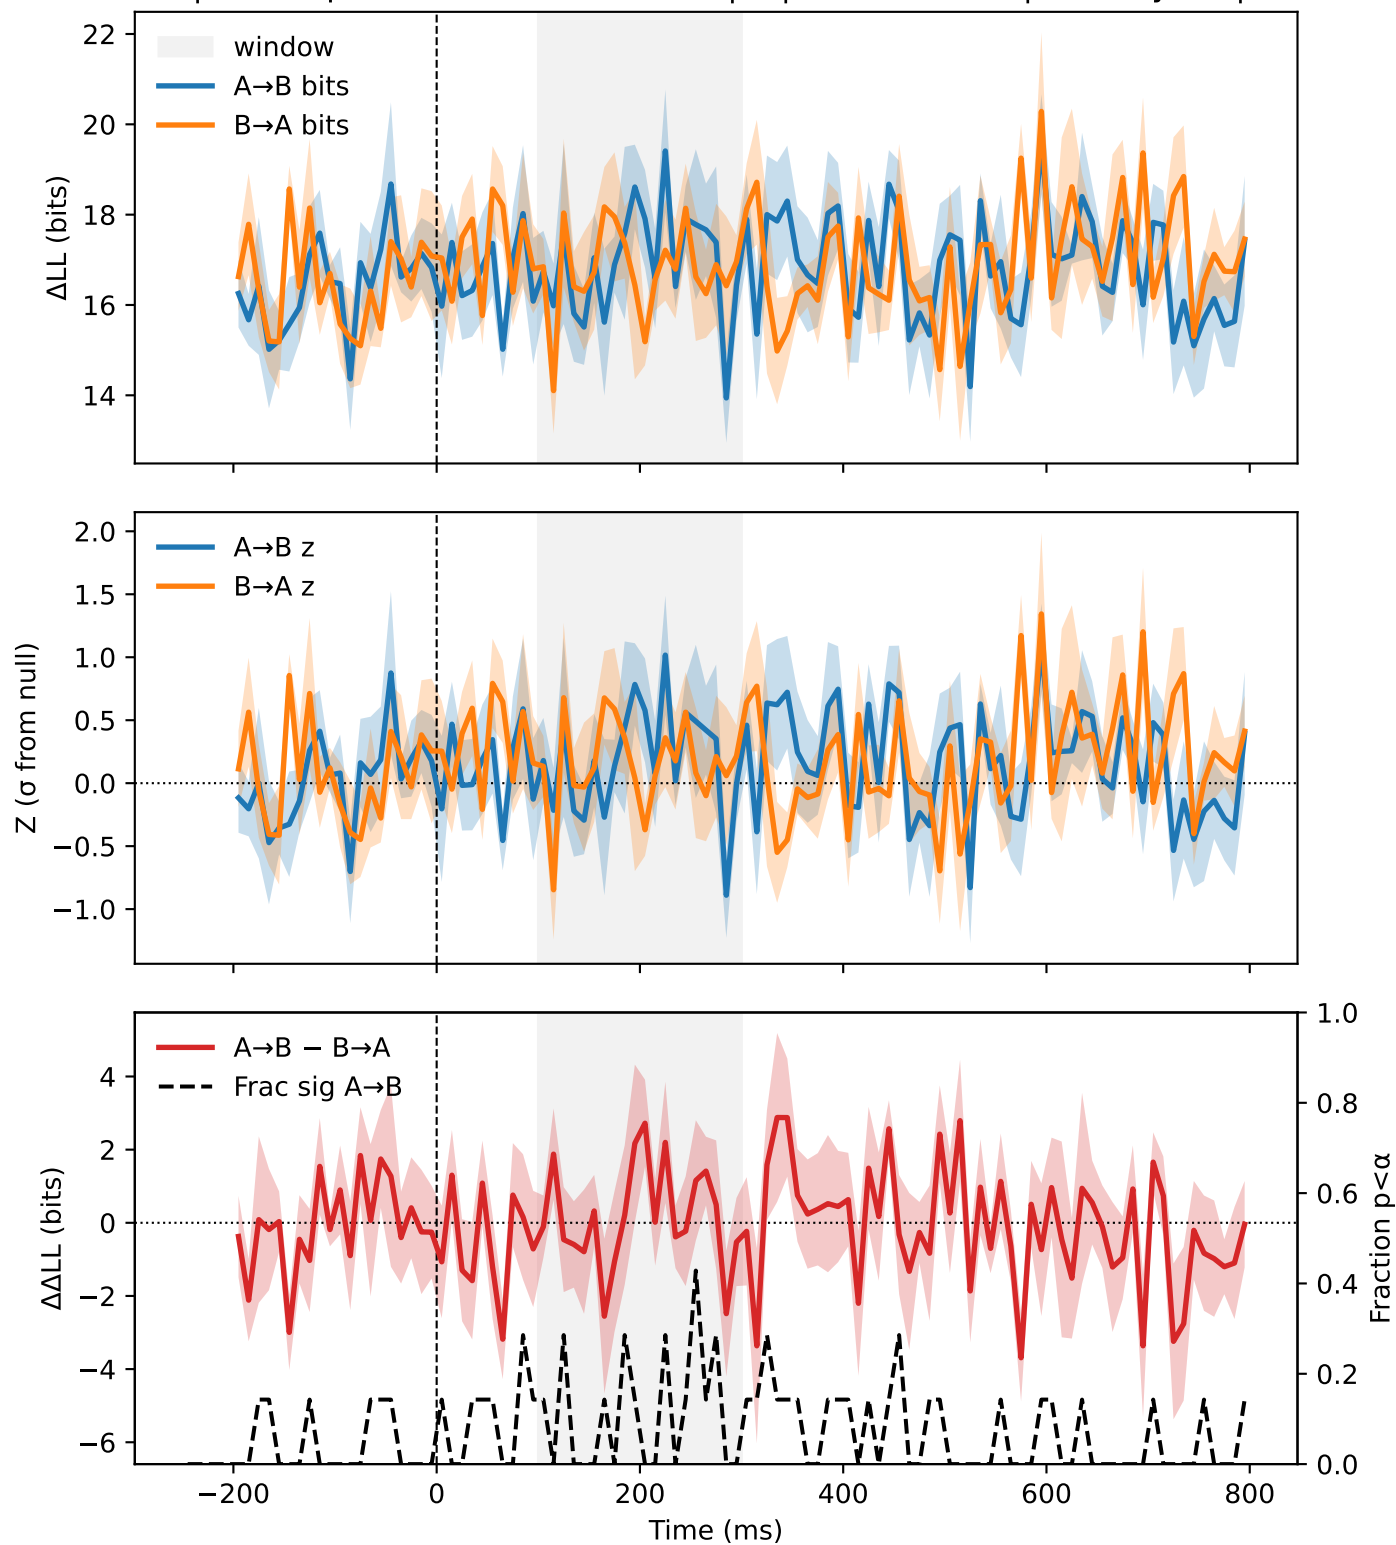 22
20
18
16
14
ΔLL (bits)
window
A→B bits
B→A bits
2.0
1.5
1.0
0.5
0.0
−0.5
−1.0
Z (σ from null)
A→B z
B→A z
4
2
0
−2
−4
−6
ΔΔLL (bits)
A→B − B→A
Frac sig A→B
1.0
0.8
0.6
0.4
0.2
0.0
Fraction p<α
−200
0
200
400
600
800
Time (ms)